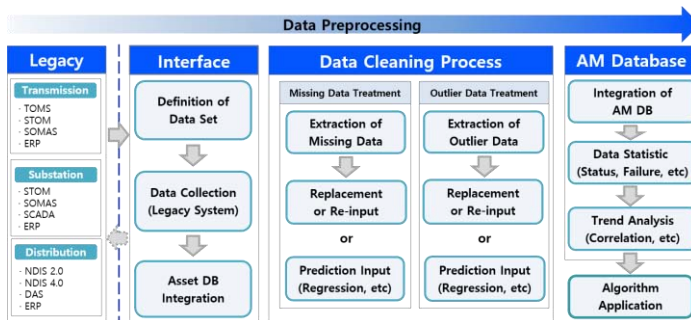 Data Preprocessing
Legacy
Transmission
· TOMS
· STOM
· SOMAS
· ERP
Substation
· STOM
· SOMAS
· SCADA
· ERP
Distribution
· NDIS 2.0
· NDIS 4.0
· DAS
· ERP
Interface
Definition of
Data Set
Data Collection
(Legacy System)
Asset DB
Integration
Data Cleaning Process
Missing Data Treatment
Extraction of
Missing Data
Replacement
or Re-input
or
Prediction Input
(Regression, etc)
Outlier Data Treatment
Extraction of
Outlier Data
Replacement
or Re-input
or
Prediction Input
(Regression, etc)
AM Database
Integration of
AM DB
Data Statistic
(Status, Failure, etc)
Trend Analysis
(Correlation, etc)
Algorithm
Application